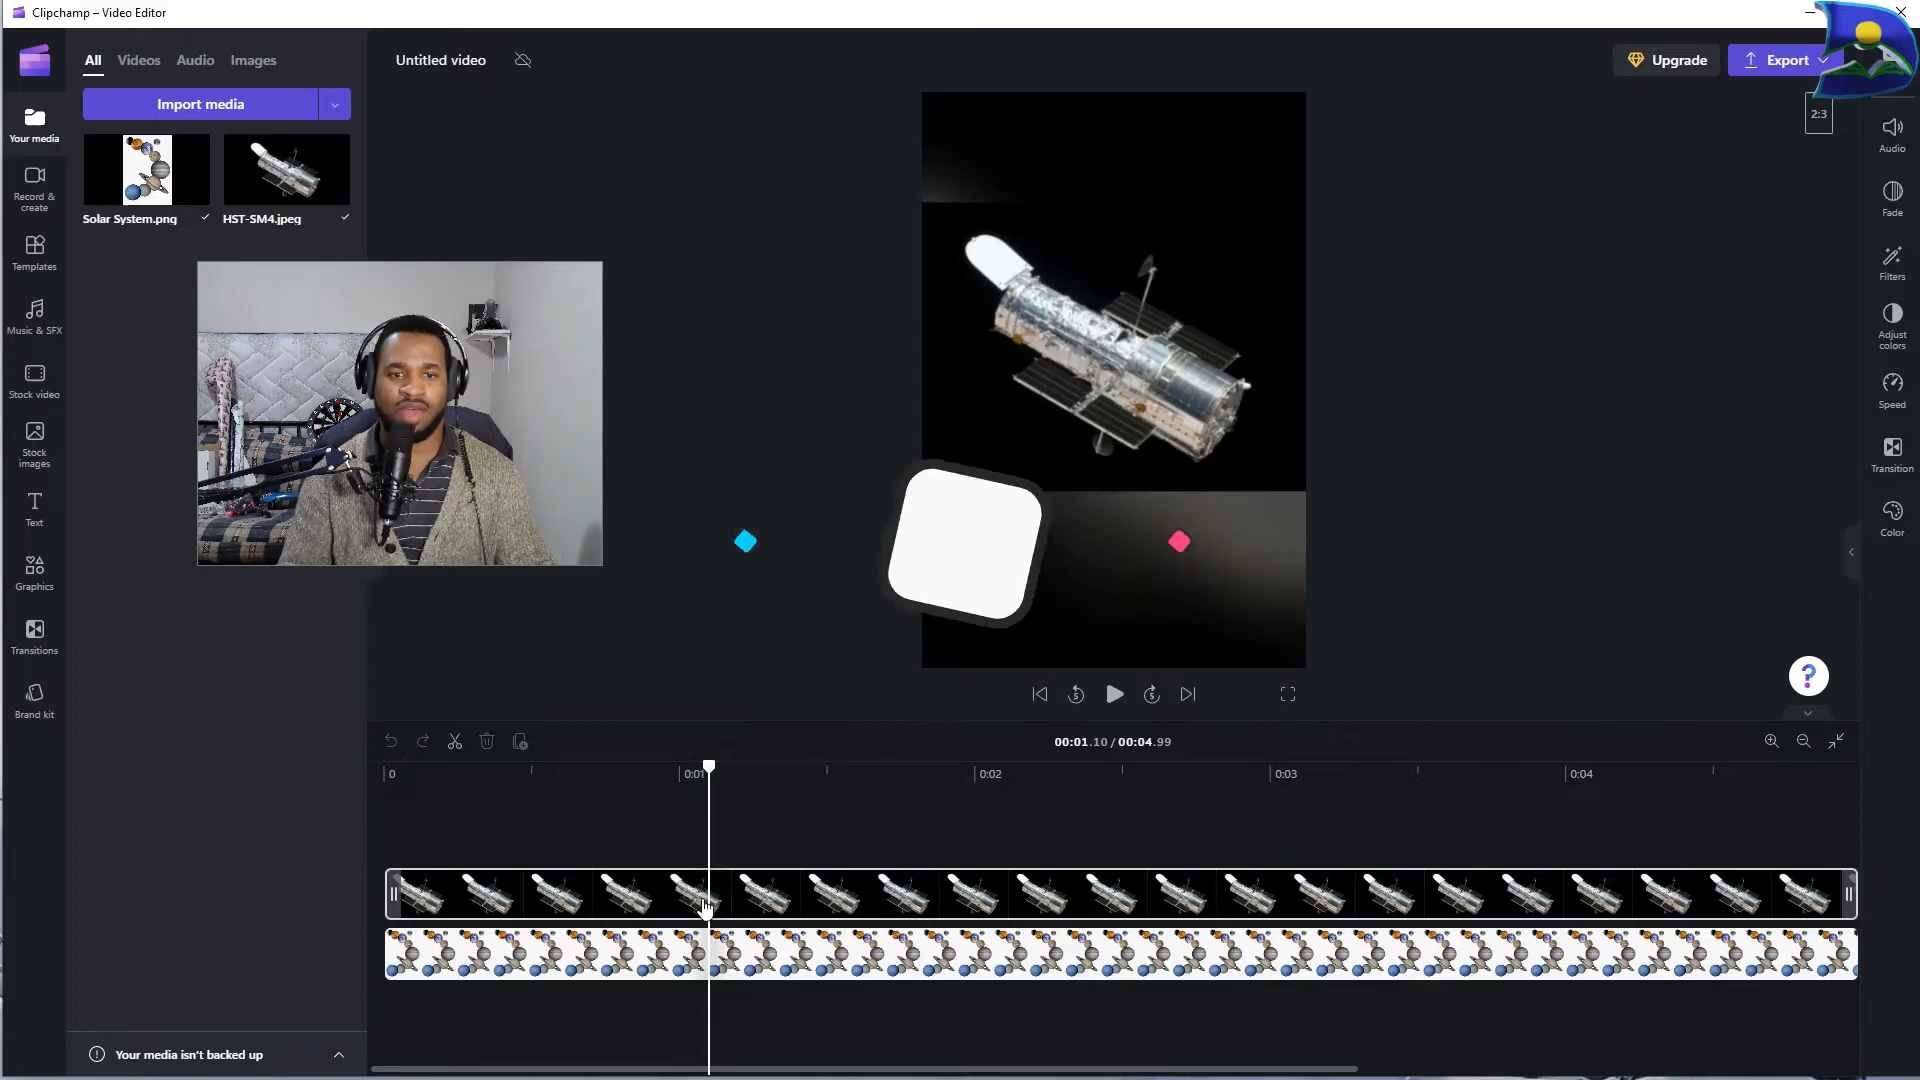 Clipchamp – Video Editor
All Videos Audio Images
Import media
Solar System.png
HST-SM4.jpeg
Your media
Record &
create
Templates
Music & SFX
Stock video
Stock
images
Text
Graphics
Transitions
Brand kit
Your media isn't backed up
Untitled video
Upgrade
Export
2:3
Audio
Fade
Filters
Adjust
colors
Speed
Transition
Color
5
5
?
00:01.10 / 00:04.99
0
0:01
0:02
0:03
0:04